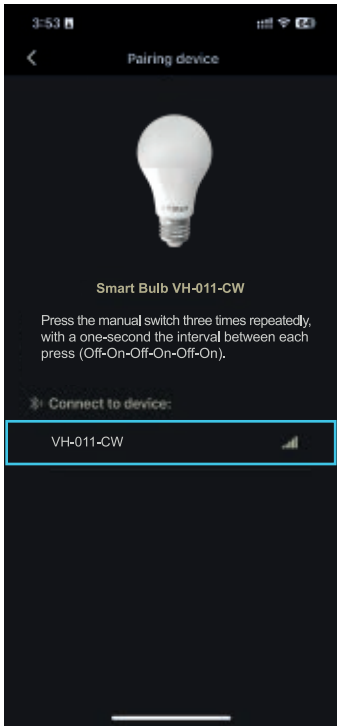 3:53
64
Pairing device
Smart Bulb VH-011-CW
Press the manual switch three times repeatedly,
with a one-second the interval between each
press (Off-On-Off-On-Off-On).
Connect to device:
VH-011-CW